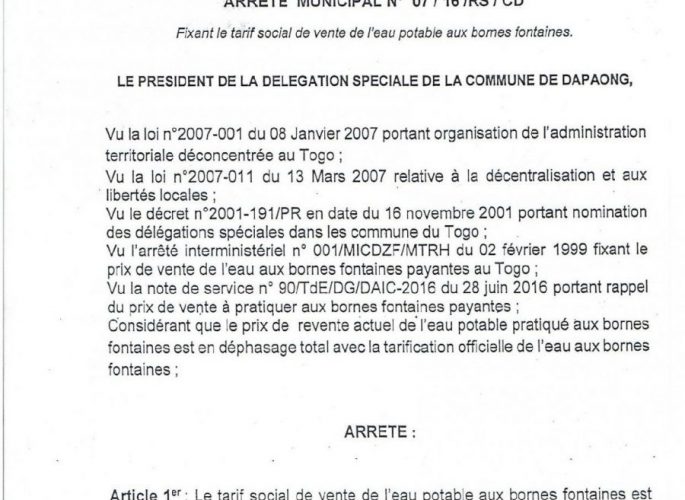 ARRETE MUNICIPAL N° 07 / 16 /RS / CD
Fixant le tarif social de vente de l'eau potable aux bornes fontaines.
LE PRESIDENT DE LA DELEGATION SPECIALE DE LA COMMUNE DE DAPAONG,
Vu la loi n°2007-001 du 08 Janvier 2007 portant organisation de l'administration
territoriale déconcentrée au Togo ;
Vu la loi n°2007-011 du 13 Mars 2007 relative à la décentralisation et aux
libertés locales ;
Vu le décret n°2001-191/PR en date du 16 novembre 2001 portant nomination
des délégations spéciales dans les commune du Togo ;
Vu l'arrêté interministériel n° 001/MICDZF/MTRH du 02 février 1999 fixant le
prix de vente de l'eau aux bornes fontaines payantes au Togo ;
Vu la note de service n° 90/TdE/DG/DAIC-2016 du 28 juin 2016 portant rappel
du prix de vente à pratiquer aux bornes fontaines payantes ;
Considérant que le prix de revente actuel de l'eau potable pratiqué aux bornes
fontaines est en déphasage total avec la tarification officielle de l'eau aux bornes
fontaines ;
ARRETE :
Article 1er : Le tarif social de vente de l'eau potable aux bornes fontaines est